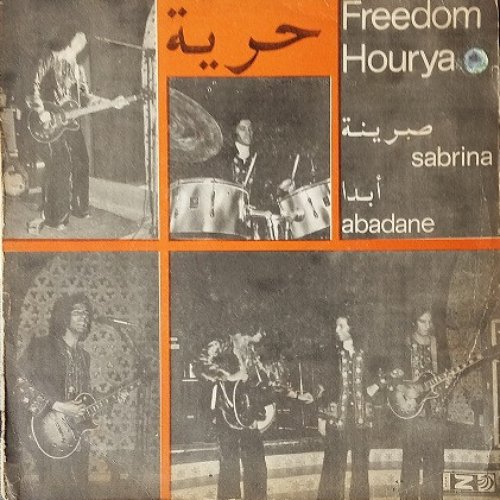 حرية
Freedom
Hourya
صبرينة
sabrina
أبدا
abadane